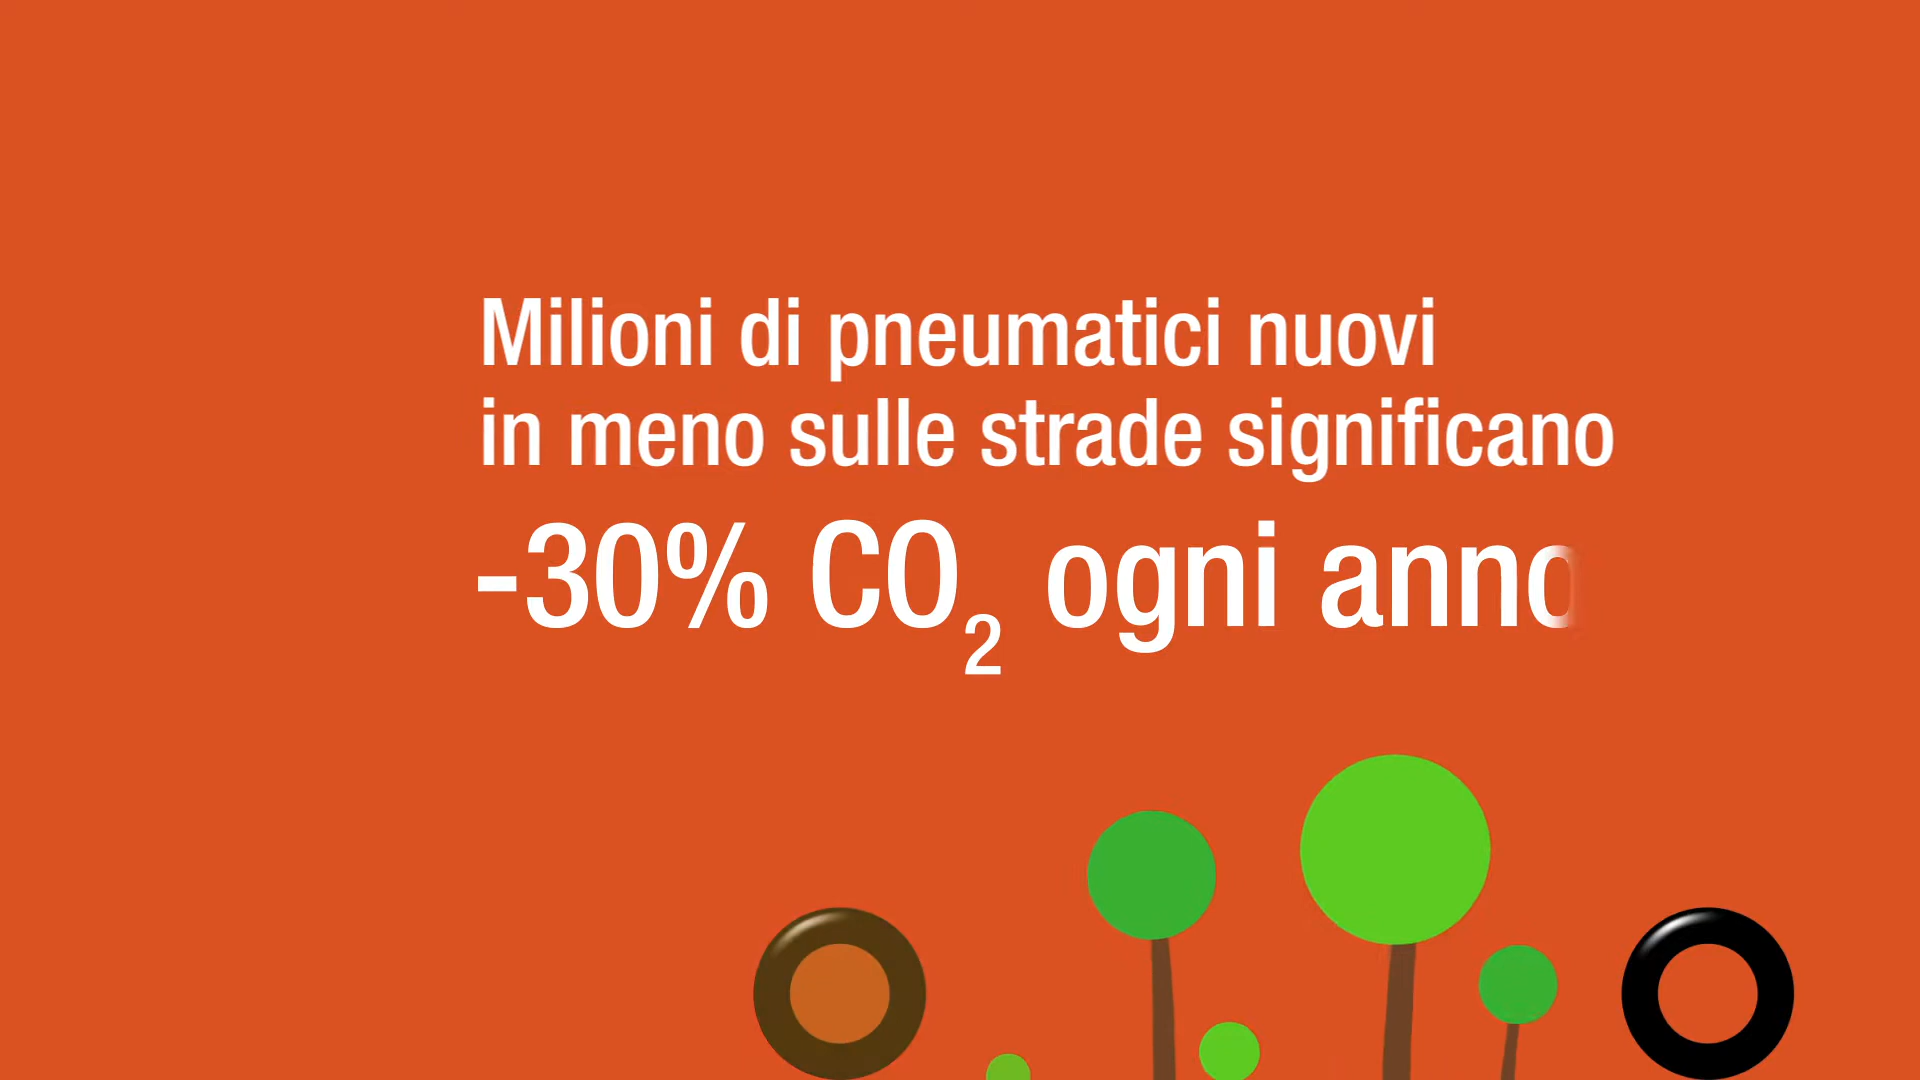 Milioni di pneumatici nuovi
in meno sulle strade significano
-30% CO₂ ogni anno